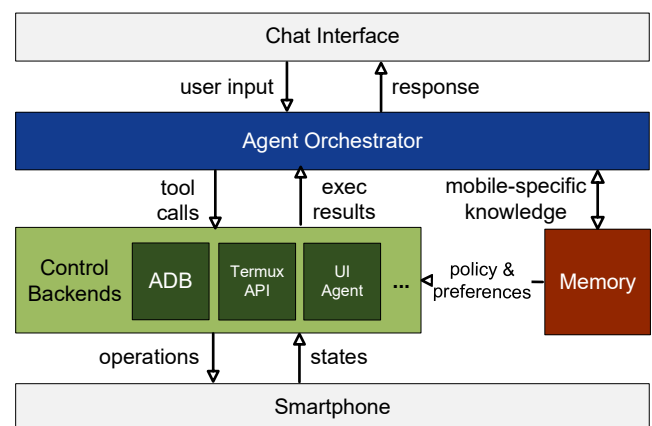 Chat Interface
user input
response
Agent Orchestrator
tool
calls
exec
results
mobile-specific
knowledge
Control
Backends
ADB
Termux
API
UI
Agent
...
policy &
preferences
Memory
operations
states
Smartphone